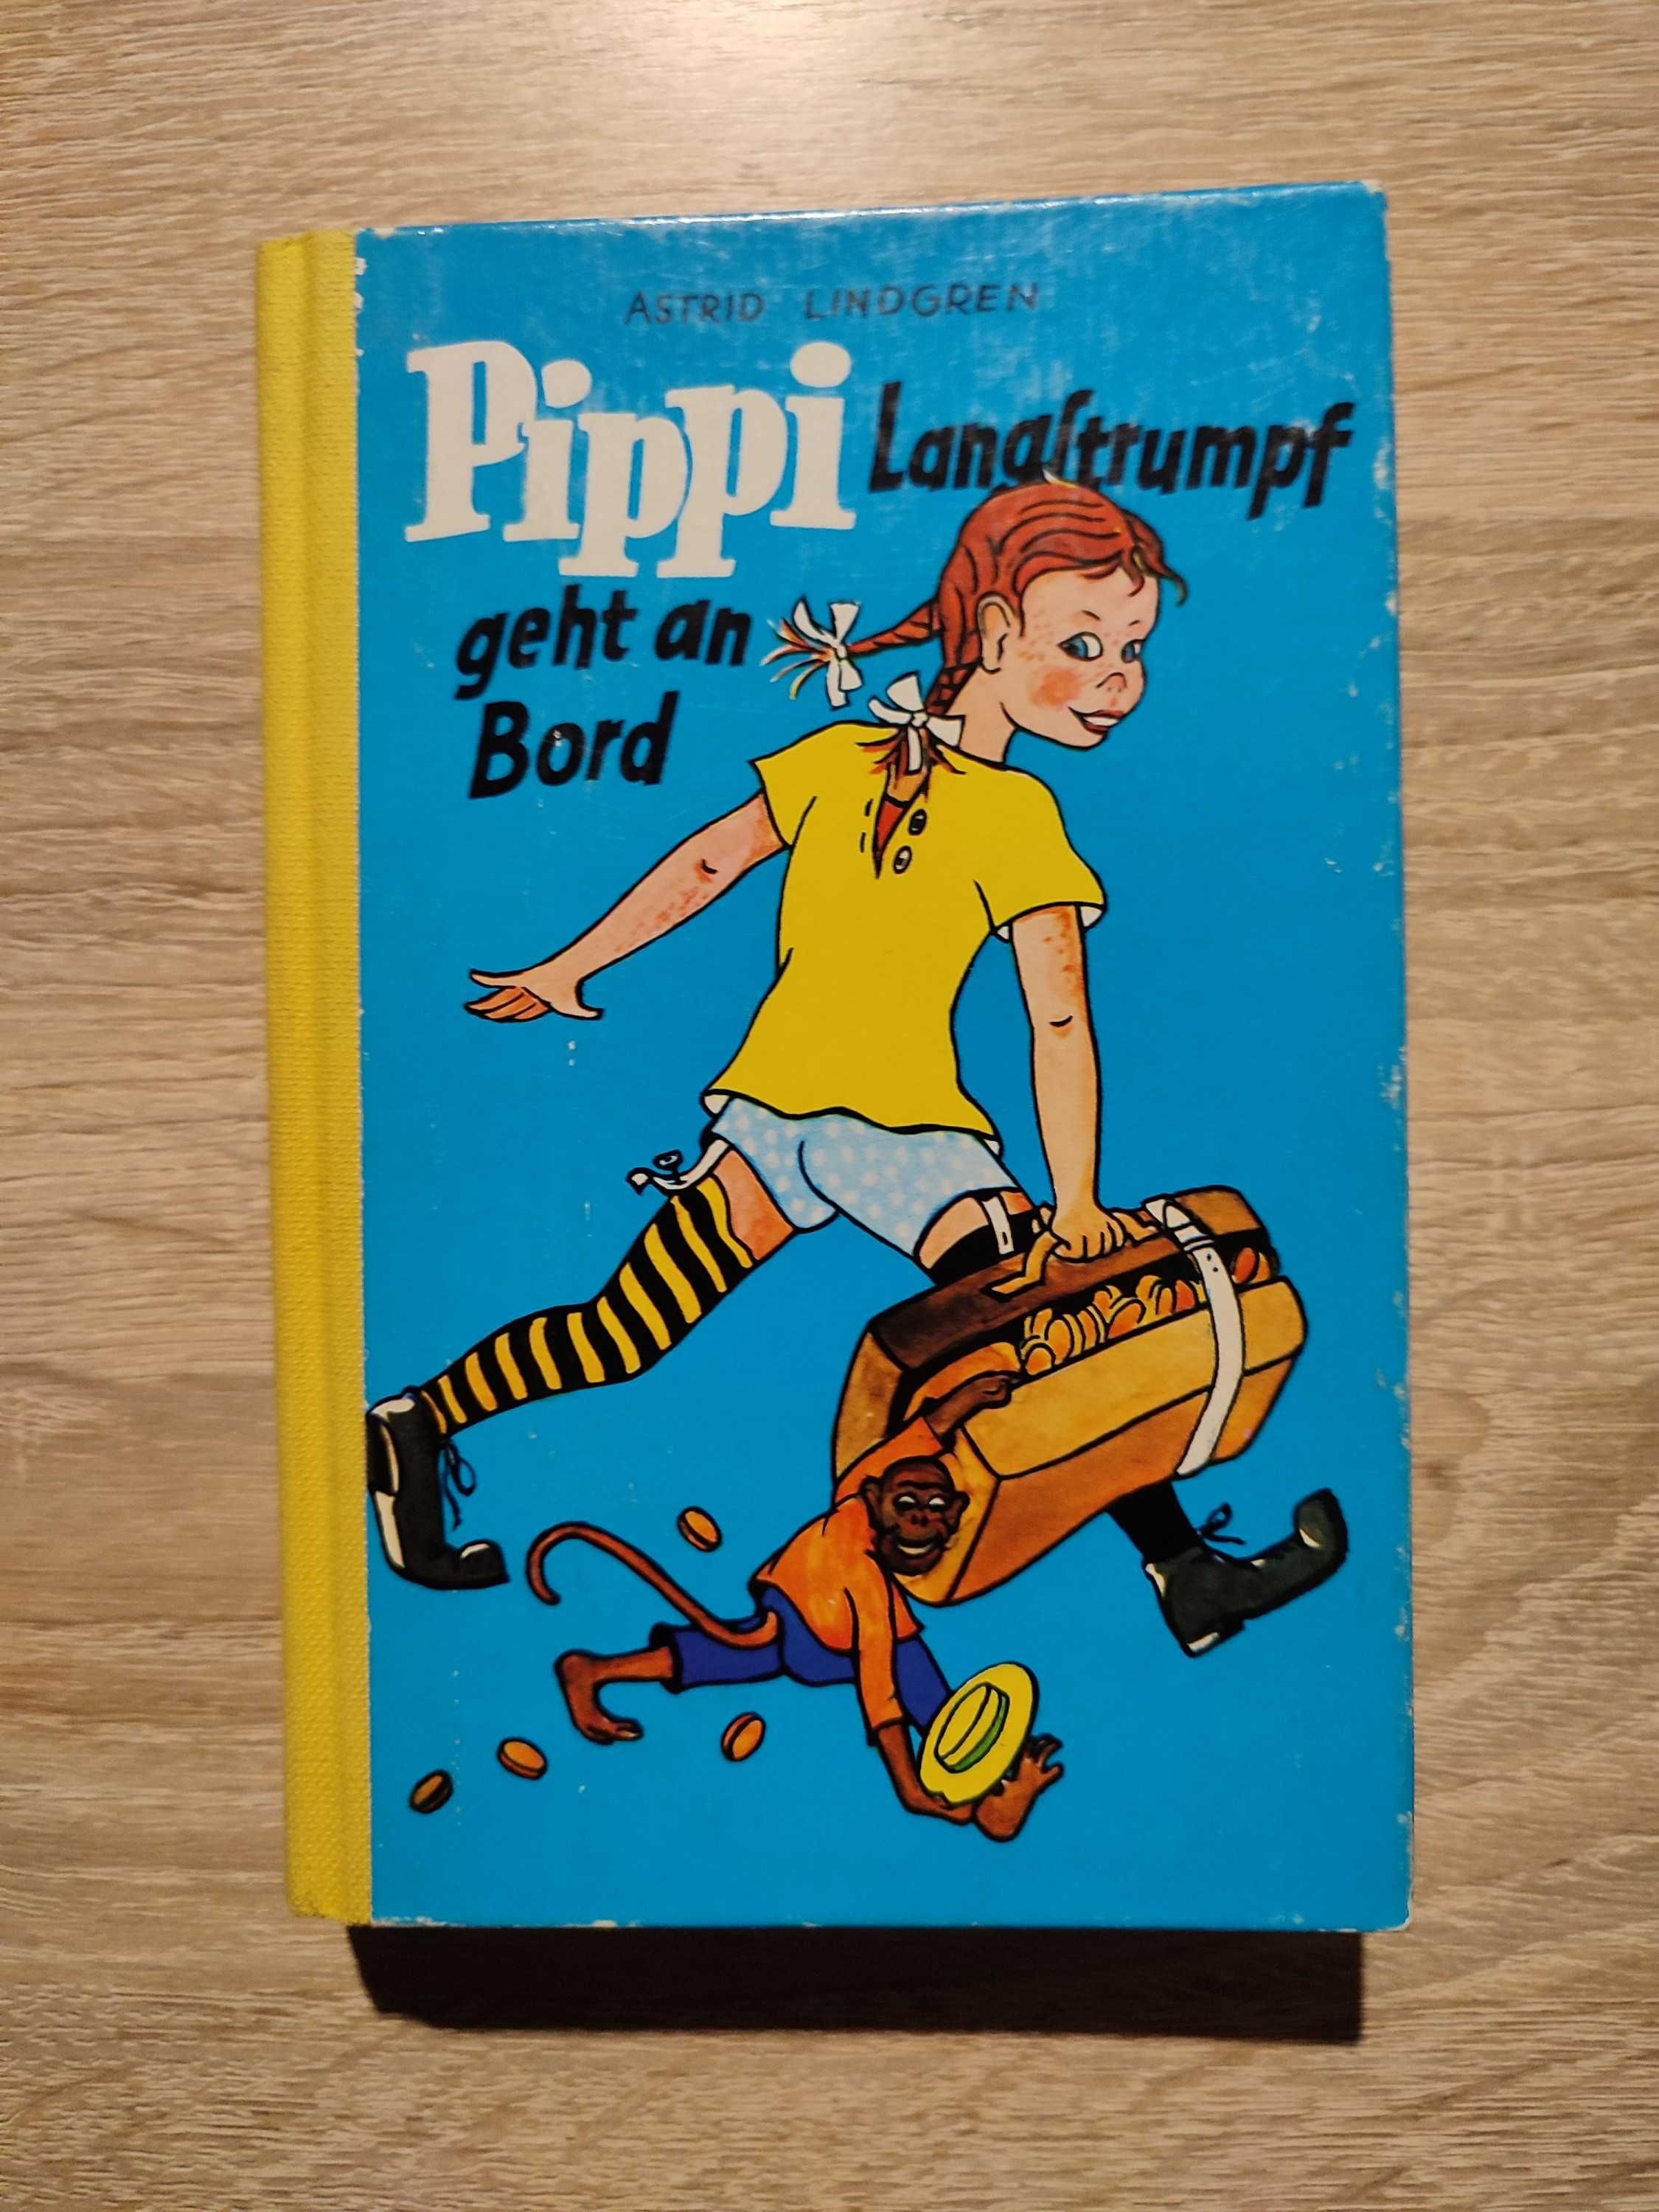 ASTRID LINDGREN
Pippi Langſtrumpf
geht an
Bord